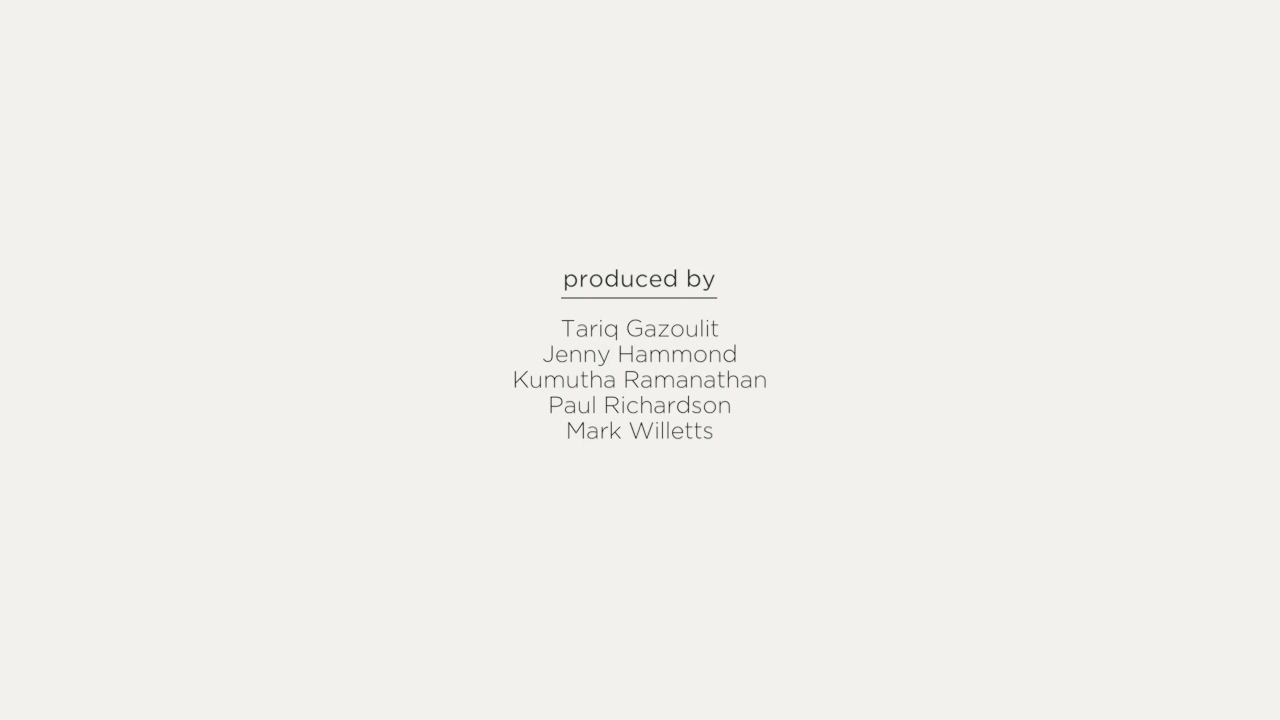 produced by
Tariq Gazoulit
Jenny Hammond
Kumutha Ramanathan
Paul Richardson
Mark Willetts